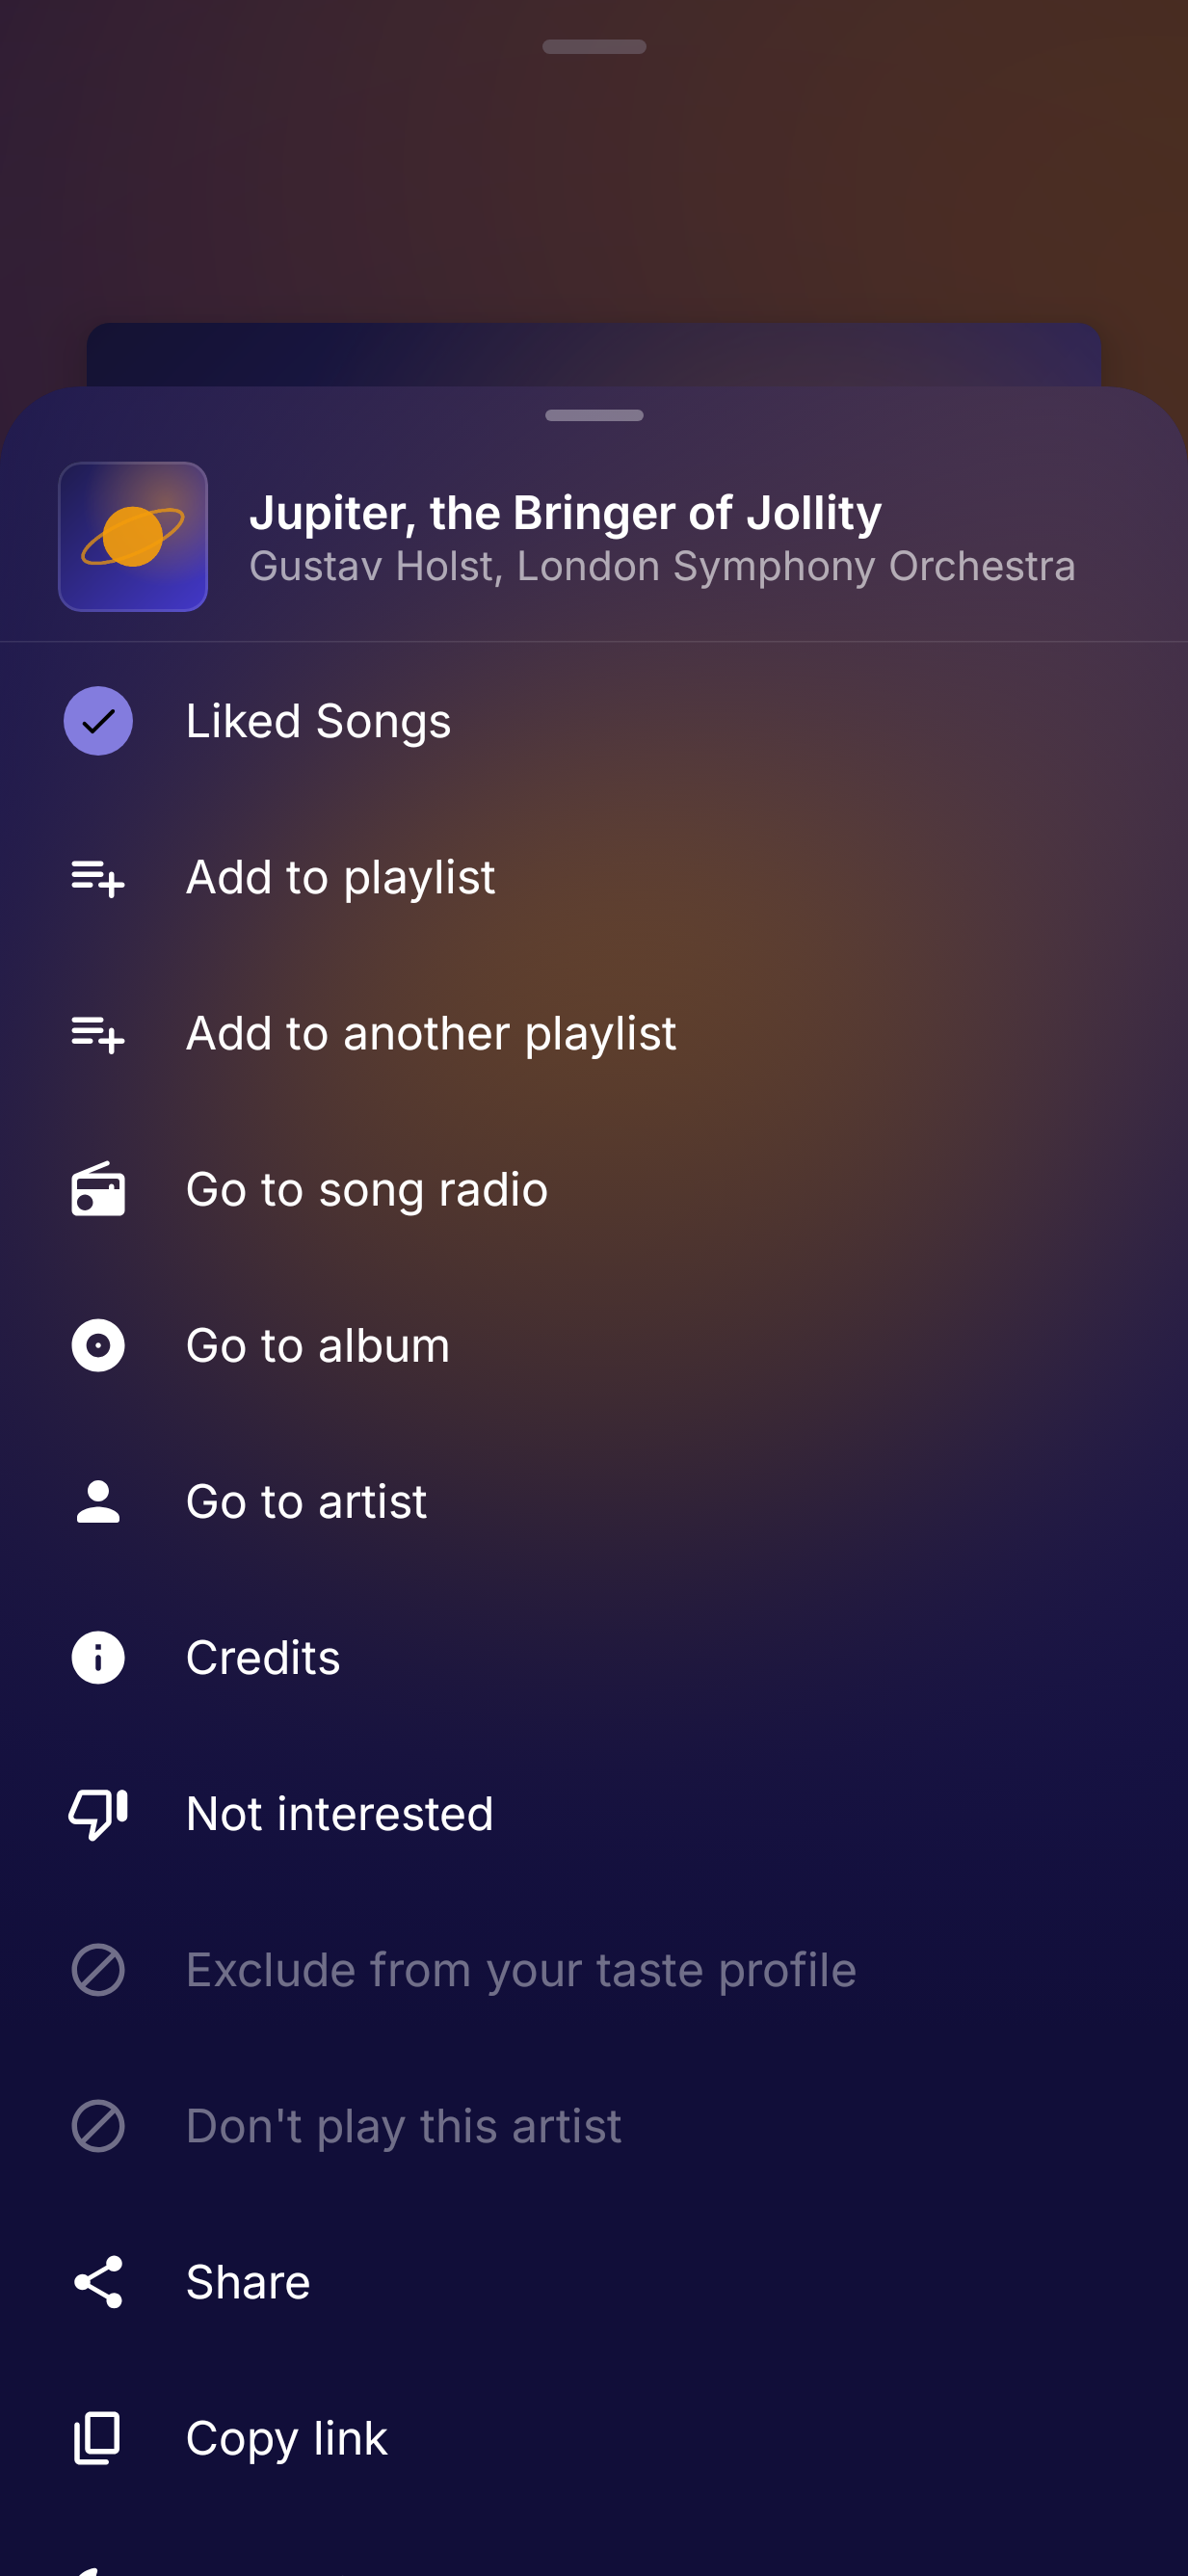 Jupiter, the Bringer of Jollity
Gustav Holst, London Symphony Orchestra
Liked Songs
Add to playlist
Add to another playlist
Go to song radio
Go to album
Go to artist
Credits
Not interested
Exclude from your taste profile
Don't play this artist
Share
Copy link